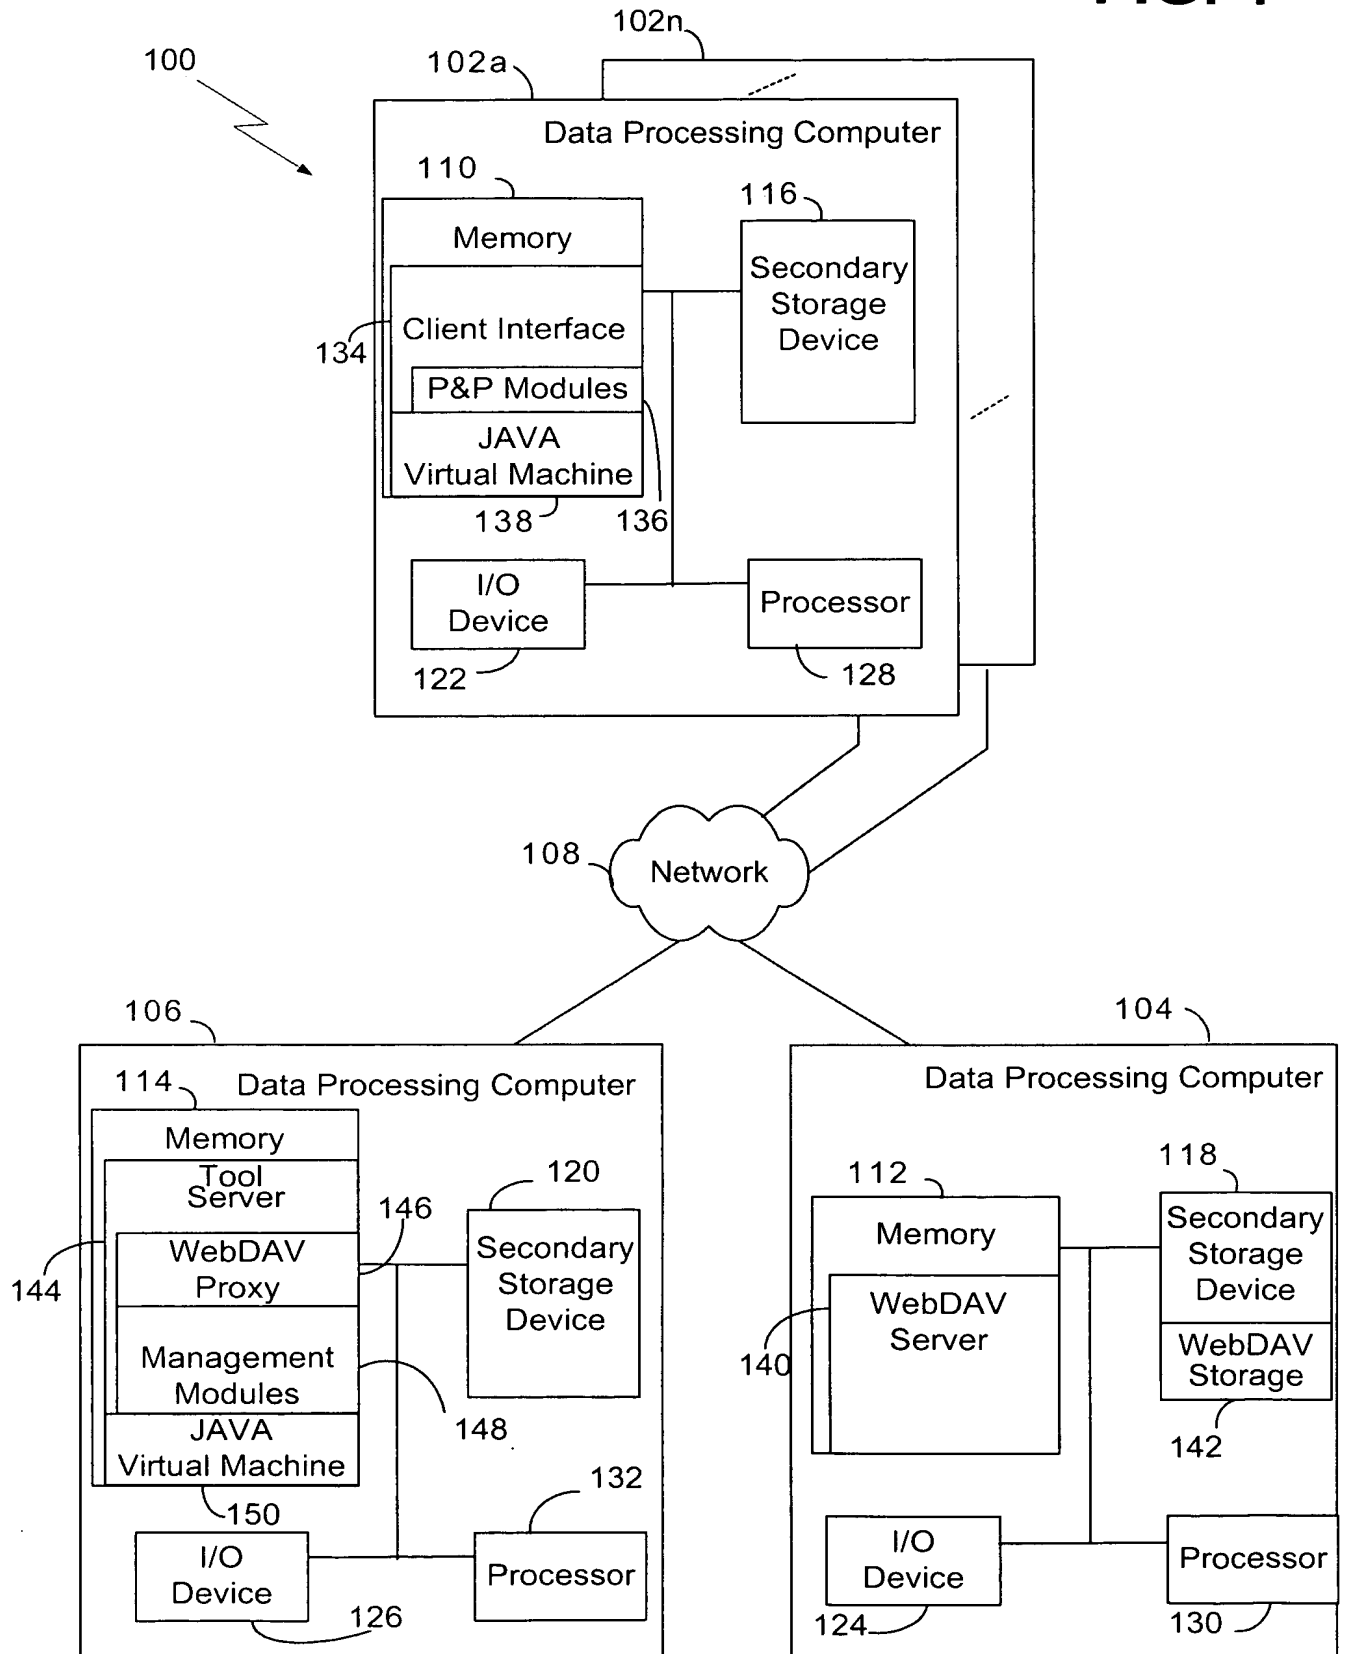 102n
100
102a
Data Processing Computer
110
116
Memory
Secondary
Storage
Device
Client Interface
134
P&P Modules
JAVA
Virtual Machine
138
136
I/O
Device
Processor
122
128
108
Network
106
104
114
Data Processing Computer
Data Processing Computer
Memory
Tool
Server
120
112
118
146
Memory
Secondary
Storage
Device
WebDAV
Proxy
Secondary
Storage
Device
144
WebDAV
Server
140
WebDAV
Storage
Management
Modules
148
142
JAVA
Virtual Machine
150
132
I/O
Device
Processor
I/O
Device
Processor
126
124
130